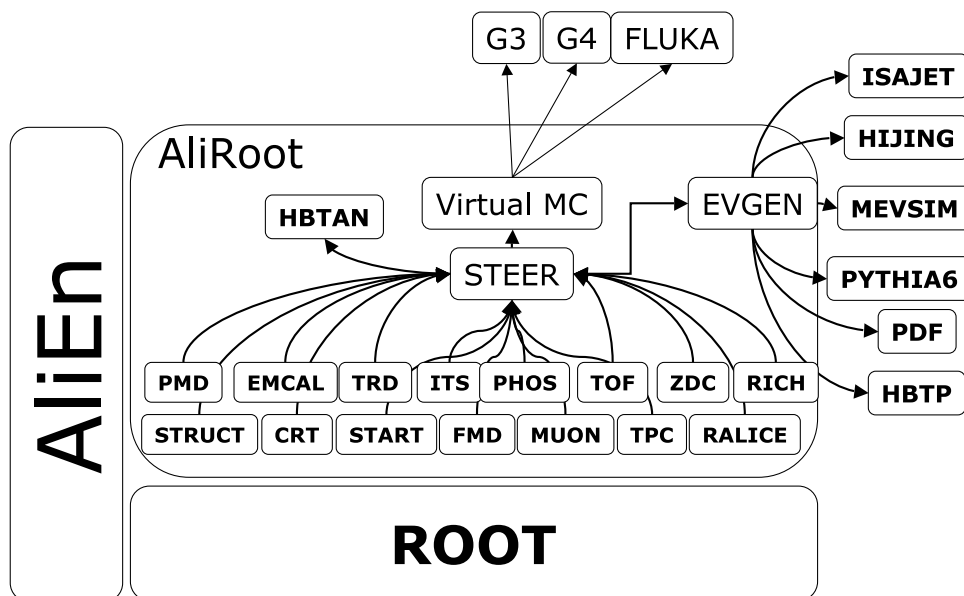 G3 G4 FLUKA
ISAJET
HIJING
AliRoot
Virtual MC
EVGEN
MEVSIM
HBTAN
STEER
PYTHIA6
PDF
AliEn
PMD EMCAL TRD ITS PHOS TOF ZDC RICH
HBTP
STRUCT CRT START FMD MUON TPC RALICE
ROOT